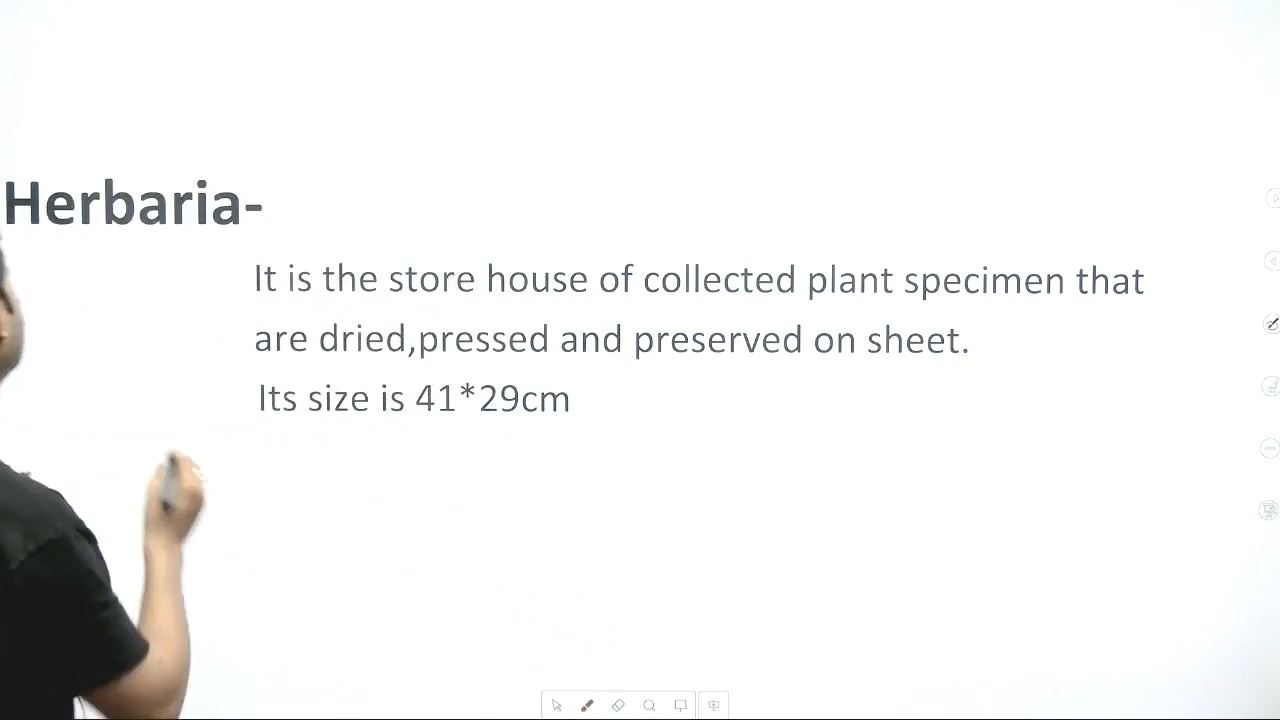 Herbaria-
It is the store house of collected plant specimen that
are dried,pressed and preserved on sheet.
Its size is 41*29cm